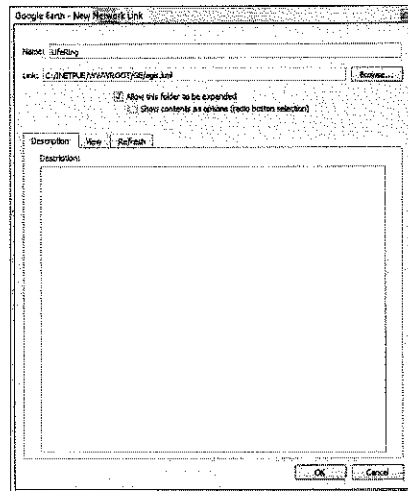 Google Earth - New Network Link
Name: LifeRing
Link: C:/INETPUB/WWWROOT/GE/agis.kml Browse...
Allow this folder to be expanded
Show contents as options (radio button selection)
Description View Refresh
Description:
OK Cancel